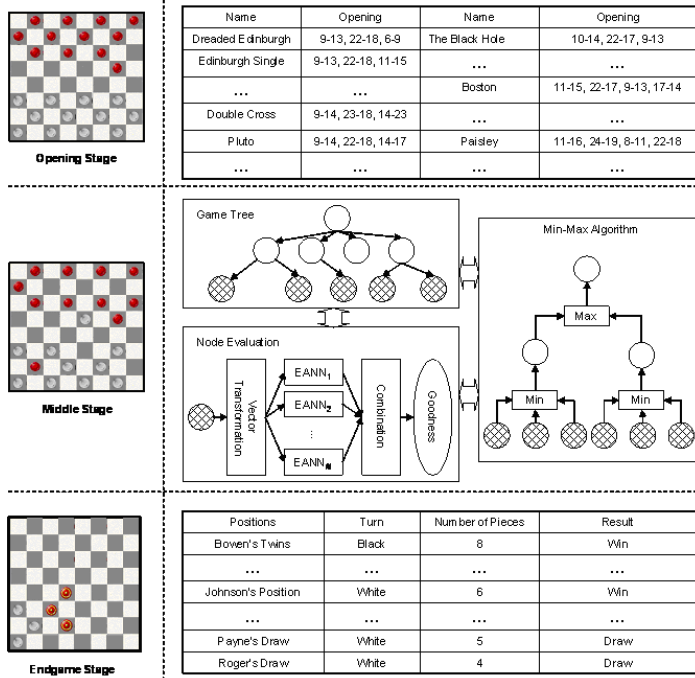 Name Opening Name Opening
Dreaded Edinburgh 9-13, 22-18, 6-9 The Black Hole 10-14, 22-17, 9-13
Edinburgh Single 9-13, 22-18, 11-15 ... ...
... ... Boston 11-15, 22-17, 9-13, 17-14
Double Cross 9-14, 23-18, 14-23 ... ...
Pluto 9-14, 22-18, 14-17 Paisley 11-16, 24-19, 8-11, 22-18
... ... ... ...
Opening Stage
Game Tree
Min-Max Algorithm
Max
Min Min
Node Evaluation
Vector Transformation
EANN1
EANN2
...
EANNN
Combination
Goodness
Middle Stage
Positions Turn Number of Pieces Result
Bowen's Twins Black 8 Win
... ... ... ...
Johnson's Position White 6 Win
... ... ... ...
Payne's Draw White 5 Draw
Roger's Draw White 4 Draw
Endgame Stage